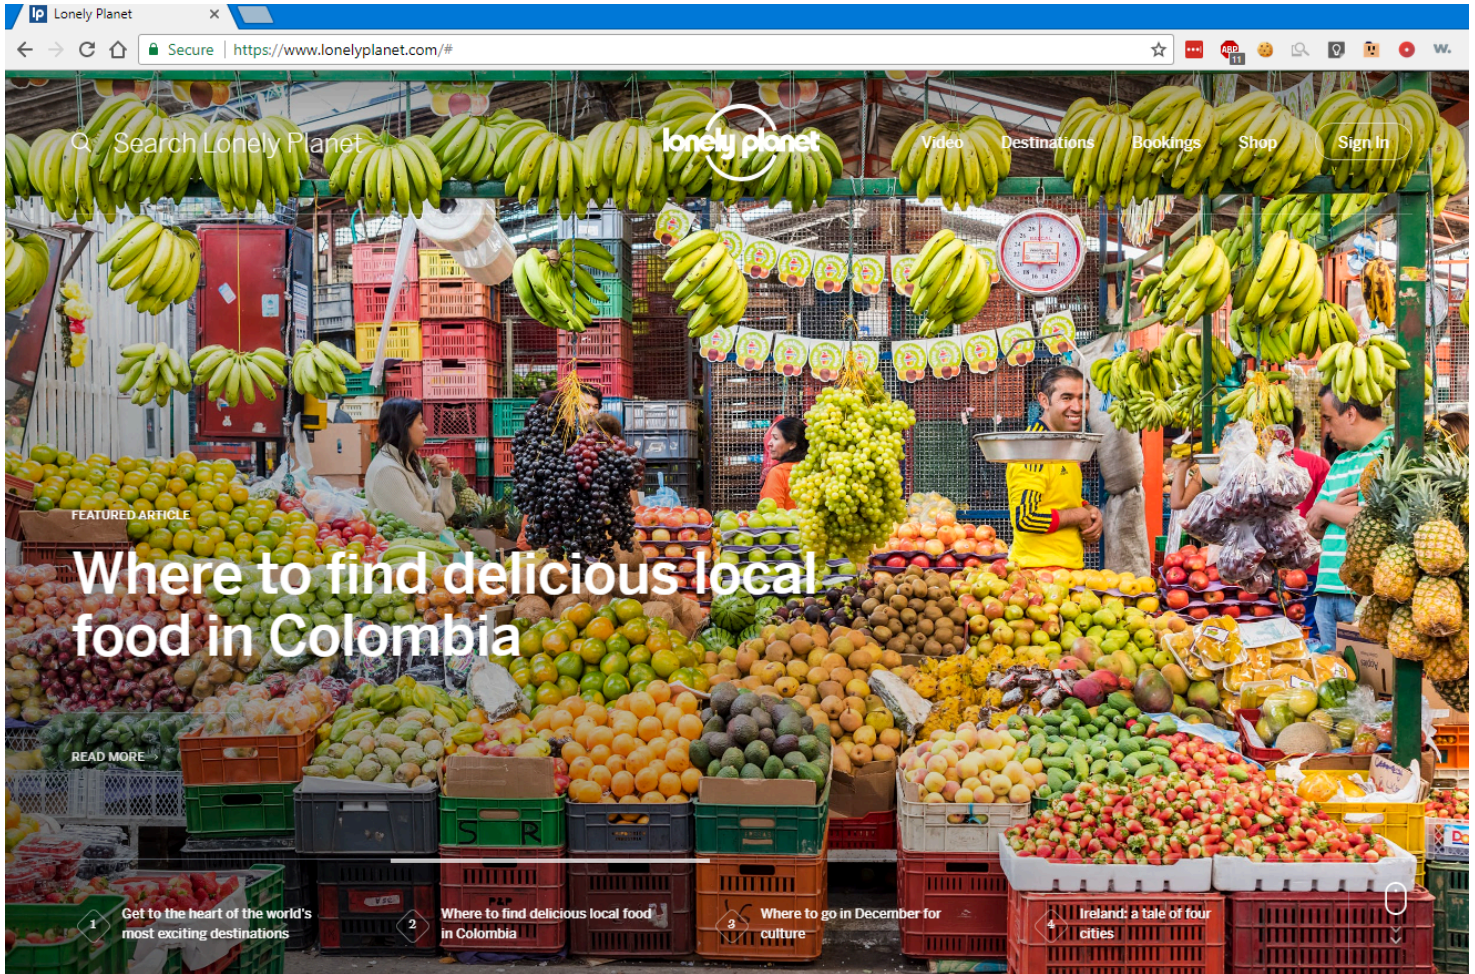 lp Lonely Planet
Secure https://www.lonelyplanet.com/#
ABP
11
w.
Search Lonely Planet
lonely planet
Video
Destinations
Bookings
Shop
Sign In
FEATURED ARTICLE
Where to find delicious local
food in Colombia
READ MORE
S R
P&P
1
Get to the heart of the world's
most exciting destinations
2
Where to find delicious local food
in Colombia
3
Where to go in December for
culture
4
Ireland: a tale of four
cities